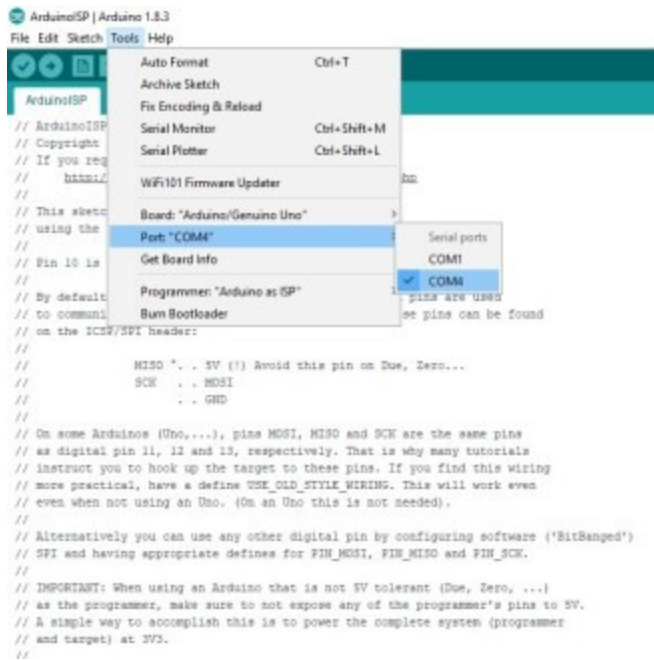 ArduinoISP | Arduino 1.8.3
File Edit Sketch Tools Help
Auto Format Ctrl+T
Archive Sketch
Fix Encoding & Reload
Serial Monitor Ctrl+Shift+M
Serial Plotter Ctrl+Shift+L
WiFi101 Firmware Updater
Board: "Arduino/Genuino Uno"
Port: "COM4"
Get Board Info
Programmer: "Arduino as ISP"
Burn Bootloader
Serial ports
COM1
COM4
ArduinoISP
// ArduinoISP
// Copyright
// If you req
// http:/
//
// This sketc
// using the
//
// Pin 10 is
//
// By default pins are used
// to communi se pins can be found
// on the ICSP/SPI header:
//
// MISO °. . 5V (!) Avoid this pin on Due, Zero...
// SCK . . MOSI
// . . GND
//
// On some Arduinos (Uno,...), pins MOSI, MISO and SCK are the same pins
// as digital pin 11, 12 and 13, respectively. That is why many tutorials
// instruct you to hook up the target to these pins. If you find this wiring
// more practical, have a define USE_OLD_STYLE_WIRING. This will work even
// even when not using an Uno. (On an Uno this is not needed).
//
// Alternatively you can use any other digital pin by configuring software ('BitBanged')
// SPI and having appropriate defines for PIN_MOSI, PIN_MISO and PIN_SCK.
//
// IMPORTANT: When using an Arduino that is not 5V tolerant (Due, Zero, ...)
// as the programmer, make sure to not expose any of the programmer's pins to 5V.
// A simple way to accomplish this is to power the complete system (programmer
// and target) at 3V3.
//